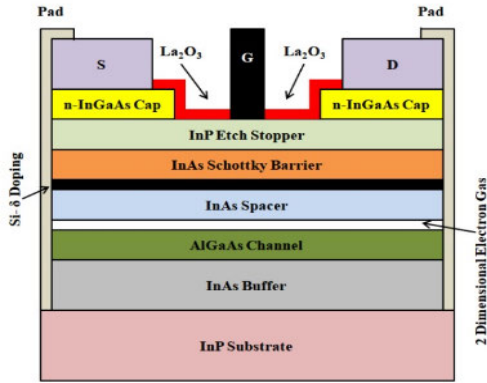 Pad
Pad
La₂O₃
La₂O₃
S
G
D
n-InGaAs Cap
n-InGaAs Cap
InP Etch Stopper
InAs Schottky Barrier
Si-δ Doping
InAs Spacer
AlGaAs Channel
2 Dimensional Electron Gas
InAs Buffer
InP Substrate